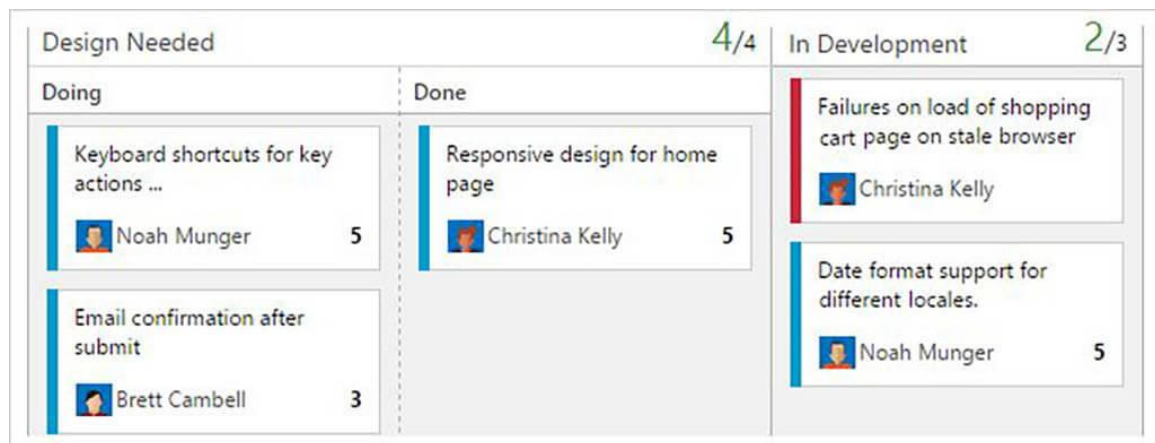 Design Needed 4/4
Doing
Keyboard shortcuts for key
actions ...
Noah Munger 5
Email confirmation after
submit
Brett Cambell 3
Done
Responsive design for home
page
Christina Kelly 5
In Development 2/3
Failures on load of shopping
cart page on stale browser
Christina Kelly
Date format support for
different locales.
Noah Munger 5